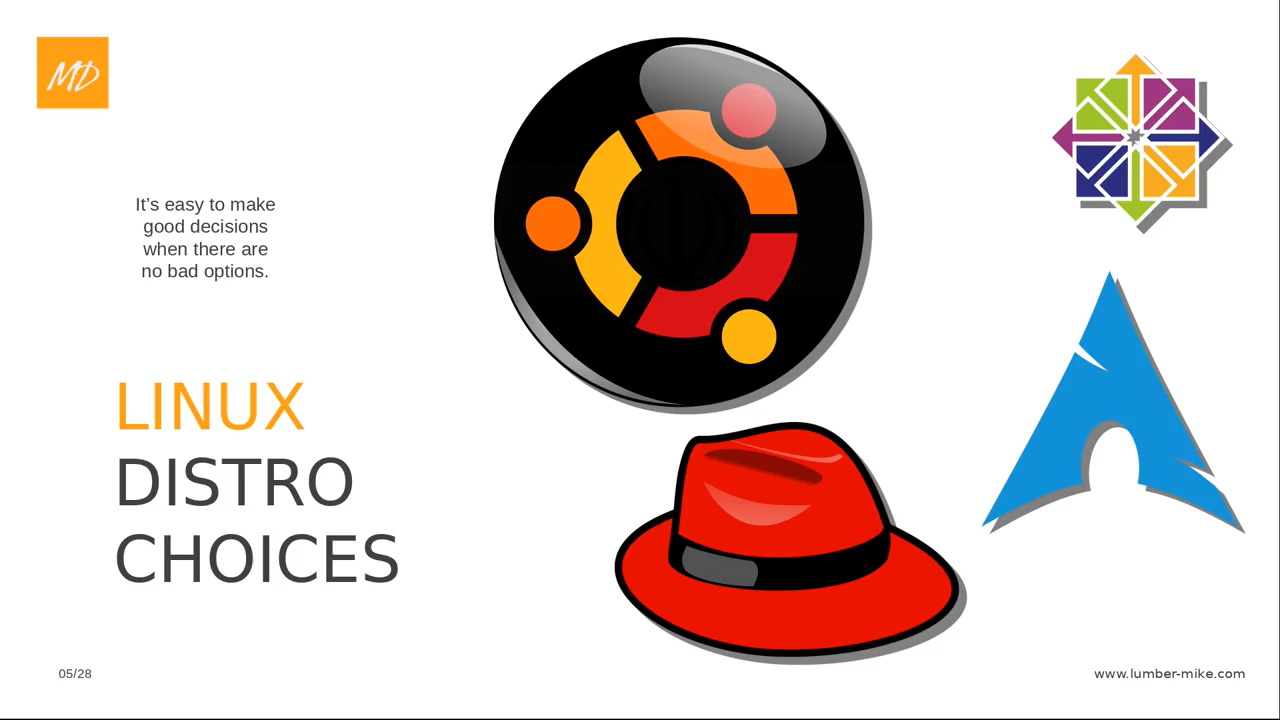 MD
It’s easy to make
good decisions
when there are
no bad options.
LINUX
DISTRO
CHOICES
05/28
www.lumber-mike.com